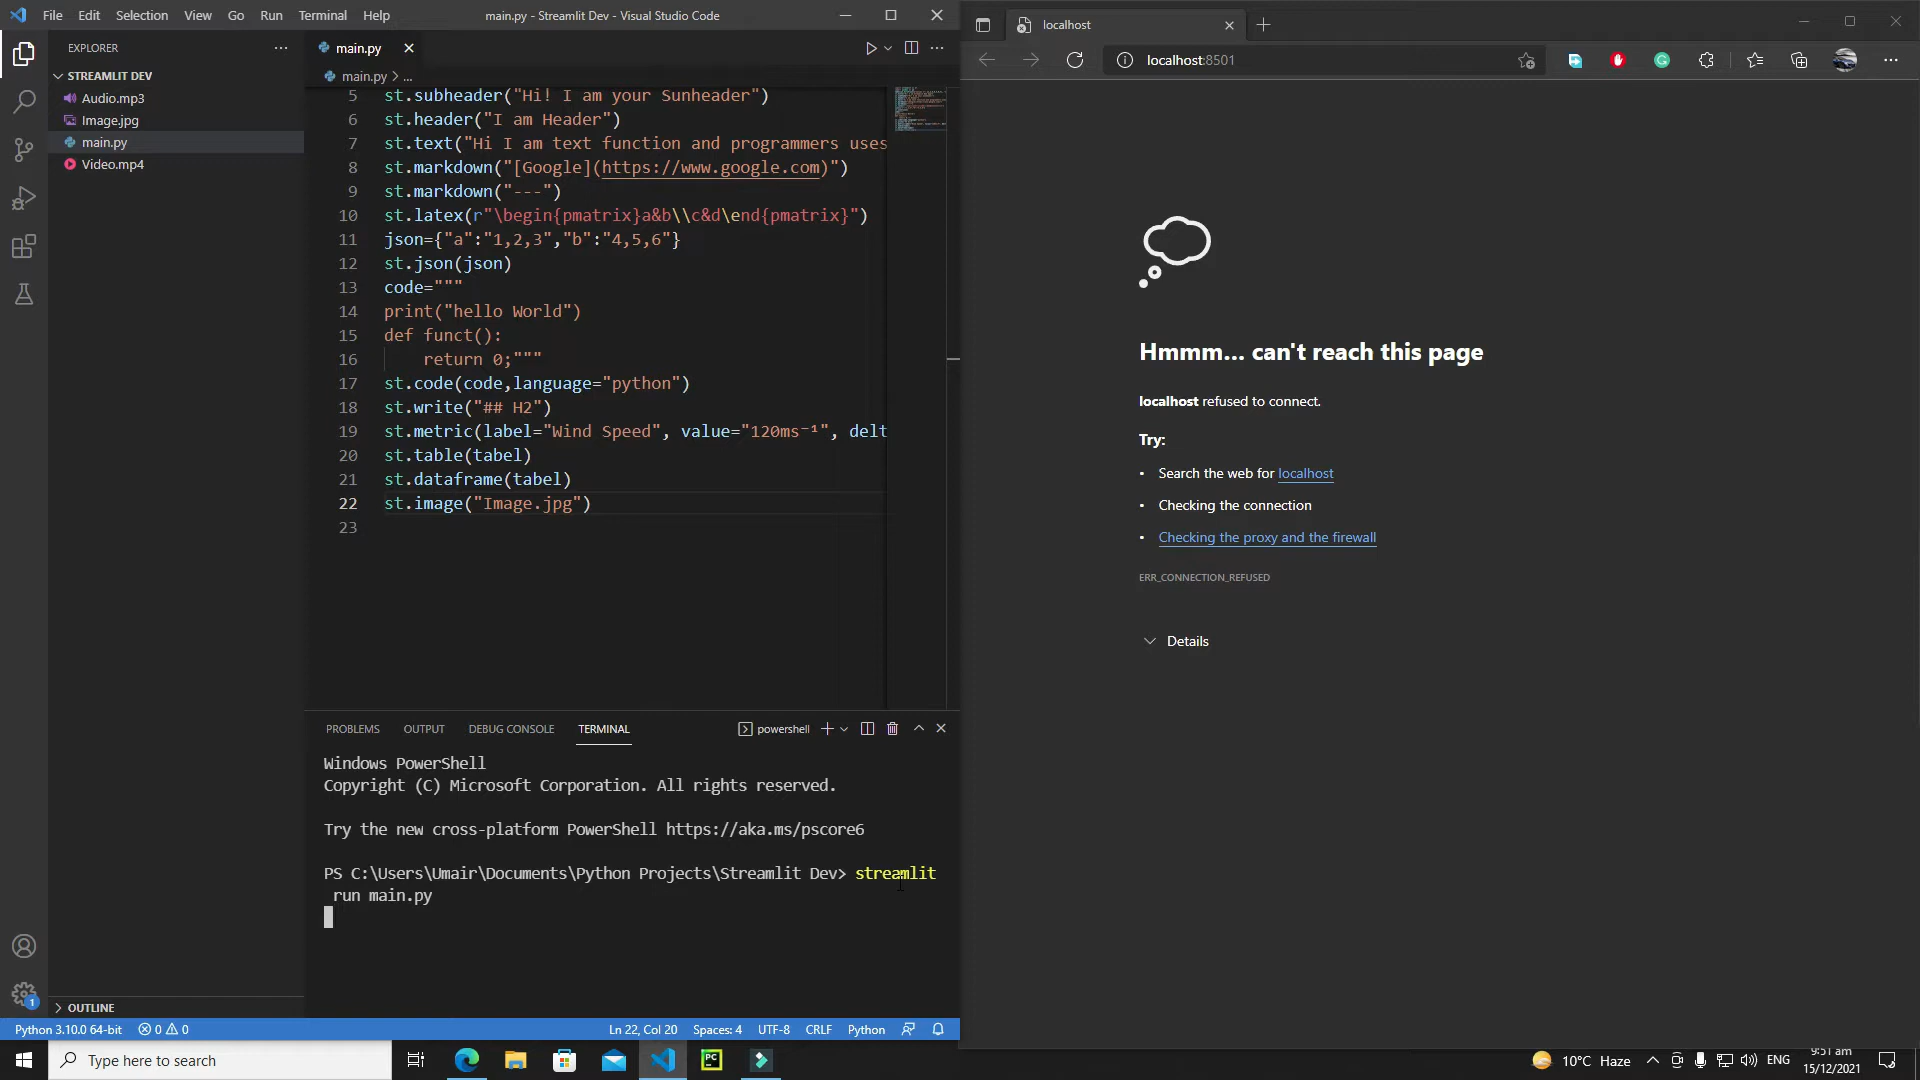 File Edit Selection View Go Run Terminal Help
main.py - Streamlit Dev - Visual Studio Code
EXPLORER
STREAMLIT DEV
Audio.mp3
Image.jpg
main.py
Video.mp4
OUTLINE
main.py
main.py > ...
5 st.subheader("Hi! I am your Sunheader")
6 st.header("I am Header")
7 st.text("Hi I am text function and programmers uses
8 st.markdown("[Google](https://www.google.com)")
9 st.markdown("---")
10 st.latex(r"\begin{pmatrix}a&b\\c&d\end{pmatrix}")
11 json={"a":"1,2,3","b":"4,5,6"}
12 st.json(json)
13 code="""
14 print("hello World")
15 def funct():
16 return 0;"""
17 st.code(code,language="python")
18 st.write("## H2")
19 st.metric(label="Wind Speed", value="120ms⁻¹", delt
20 st.table(tabel)
21 st.dataframe(tabel)
22 st.image("Image.jpg")
23
PROBLEMS OUTPUT DEBUG CONSOLE TERMINAL
powershell
Windows PowerShell
Copyright (C) Microsoft Corporation. All rights reserved.
Try the new cross-platform PowerShell https://aka.ms/pscore6
PS C:\Users\Umair\Documents\Python Projects\Streamlit Dev> streamlit
run main.py
1
Python 3.10.0 64-bit 0 0 Ln 22, Col 20 Spaces: 4 UTF-8 CRLF Python
localhost
localhost:8501
Hmmm... can't reach this page
localhost refused to connect.
Try:
• Search the web for localhost
• Checking the connection
• Checking the proxy and the firewall
ERR_CONNECTION_REFUSED
Details
Type here to search
PC
10°C Haze
ENG
9:51 am
15/12/2021